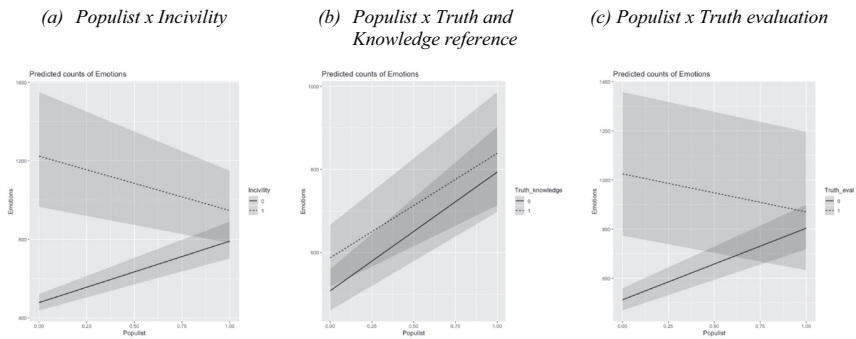 (a) Populist x Incivility
(b) Populist x Truth and
Knowledge reference
(c) Populist x Truth evaluation
Predicted counts of Emotions
1600
1200
800
400
Emotions
0.00 0.25 0.50 0.75 1.00
Populist
Incivility
0
1
Predicted counts of Emotions
1000
800
600
Emotions
0.00 0.25 0.50 0.75 1.00
Populist
Truth_knowledge
0
1
Predicted counts of Emotions
1400
1200
1000
800
600
Emotions
0.00 0.25 0.50 0.75 1.00
Populist
Truth_eval
0
1